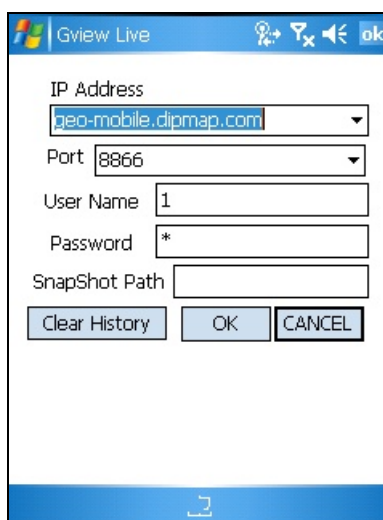 Gview Live
ok
IP Address
geo-mobile.dipmap.com
Port 8866
User Name 1
Password *
SnapShot Path
Clear History OK CANCEL